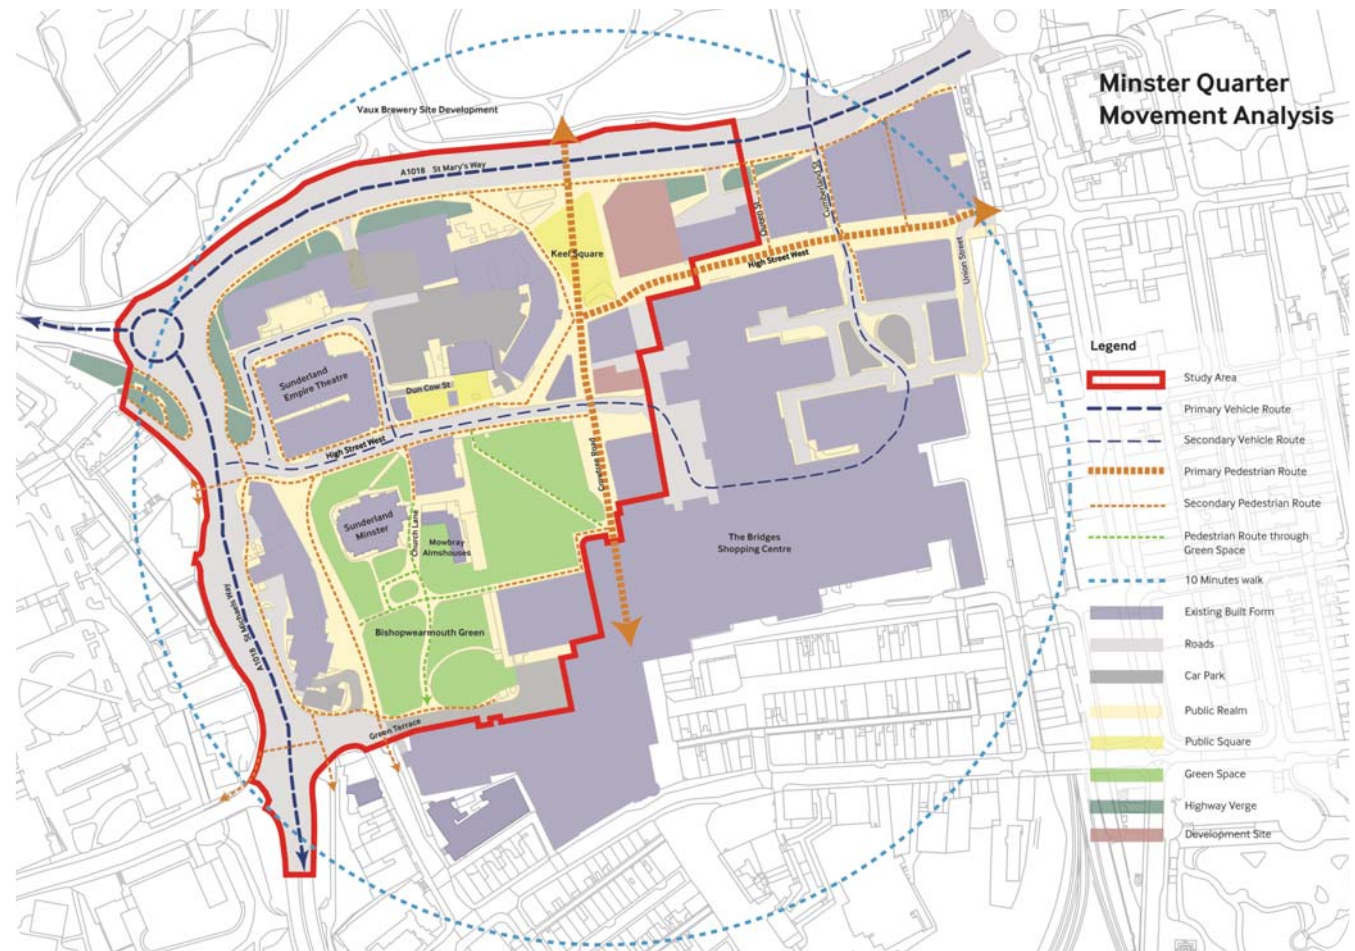 Minster Quarter
Movement Analysis
Vaux Brewery Site Development
A1018 St Mary's Way
Keel Square
High Street West
Cumberland St
Union Street
Sunderland
Empire Theatre
Dun Cow St
High Street West
Crowtree Road
Sunderland
Minster
Church Lane
Mowbray
Almshouses
The Bridges
Shopping Centre
Bishopwearmouth Green
A1018 St Michaels Way
Green Terrace
Legend
Study Area
Primary Vehicle Route
Secondary Vehicle Route
Primary Pedestrian Route
Secondary Pedestrian Route
Pedestrian Route through
Green Space
10 Minutes walk
Existing Built Form
Roads
Car Park
Public Realm
Public Square
Green Space
Highway Verge
Development Site